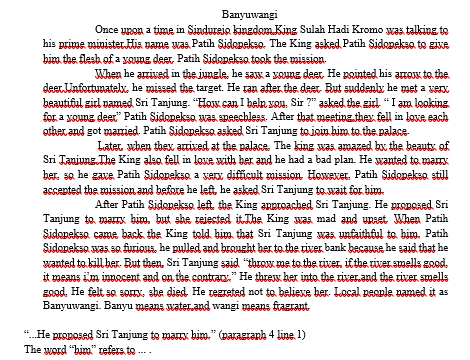 Banyuwangi
Once upon a time in Sindurejo kingdom,King Sulah Hadi Kromo was talking to
his prime minister.His name was Patih Sidopekso. The King asked Patih Sidopekso to give
him the flesh of a young deer. Patih Sidopekso took the mission.
When he arrived in the jungle, he saw a young deer. He pointed his arrow to the
deer.Unfortunately, he missed the target. He ran after the deer. But suddenly he met a very
beautiful girl named Sri Tanjung. “How can I help you, Sir ?” asked the girl. “ I am looking
for a young deer” Patih Sidopekso was speechless. After that meeting,they fell in love each
other and got married. Patih Sidopekso asked Sri Tanjung to join him to the palace.
Later, when they arrived at the palace. The king was amazed by the beauty of
Sri Tanjung.The King also fell in love with her and he had a bad plan. He wanted to marry
her, so he gave Patih Sidopekso a very difficult mission. However, Patih Sidopekso still
accepted the mission and before he left, he asked Sri Tanjung to wait for him.
After Patih Sidopekso left, the King approached Sri Tanjung. He proposed Sri
Tanjung to marry him, but she rejected it.The King was mad and upset. When Patih
Sidopekso came back the King told him that Sri Tanjung was unfaithful to him. Patih
Sidopekso was so furious, he pulled and brought her to the river bank because he said that he
wanted to kill her. But then, Sri Tanjung said, “throw me to the river, if the river smells good,
it means i’m innocent and on the contrary.” He threw her into the river,and the river smells
good. He felt so sorry, she died. He regretted not to believe her. Local people named it as
Banyuwangi. Banyu means water,and wangi means fragrant.
“...He proposed Sri Tanjung to marry him.” (paragraph 4 line 1)
The word “him” refers to ... .